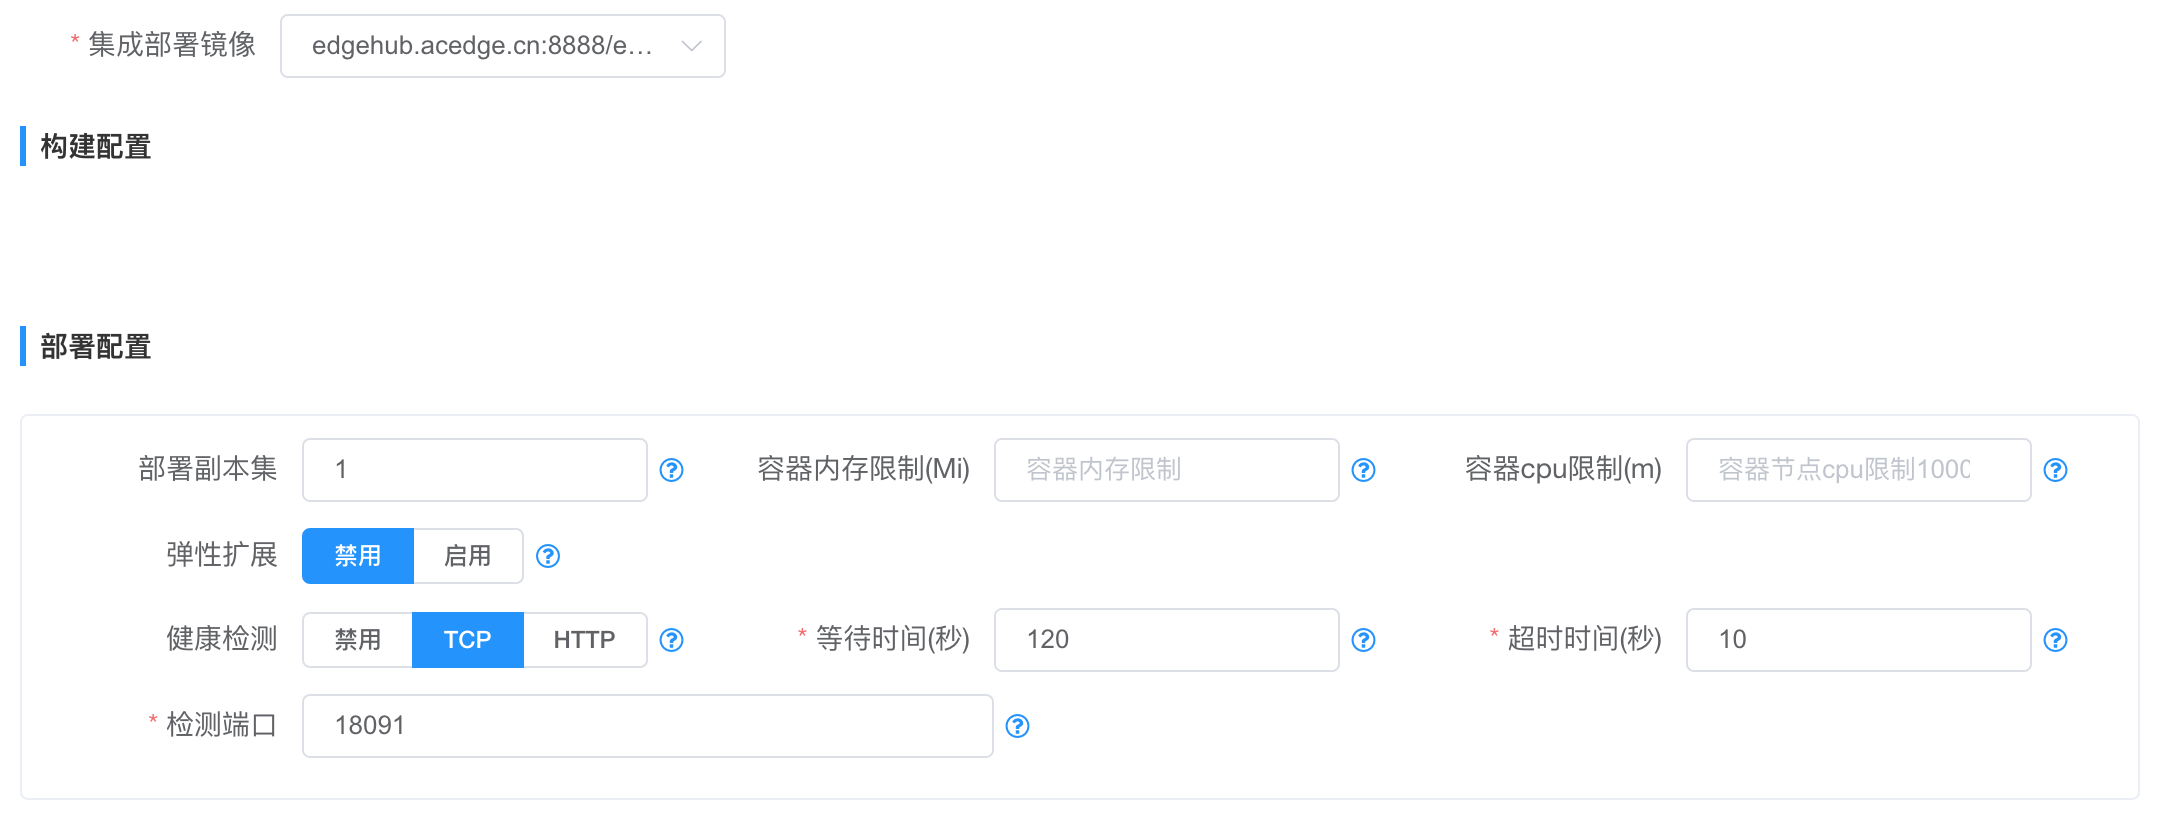 * 集成部署镜像 edgehub.acedge.cn:8888/e...
构建配置
部署配置
部署副本集 1 容器内存限制(Mi) 容器内存限制 容器cpu限制(m) 容器节点cpu限制1000
弹性扩展 禁用 启用
健康检测 禁用 TCP HTTP * 等待时间(秒) 120 * 超时时间(秒) 10
* 检测端口 18091